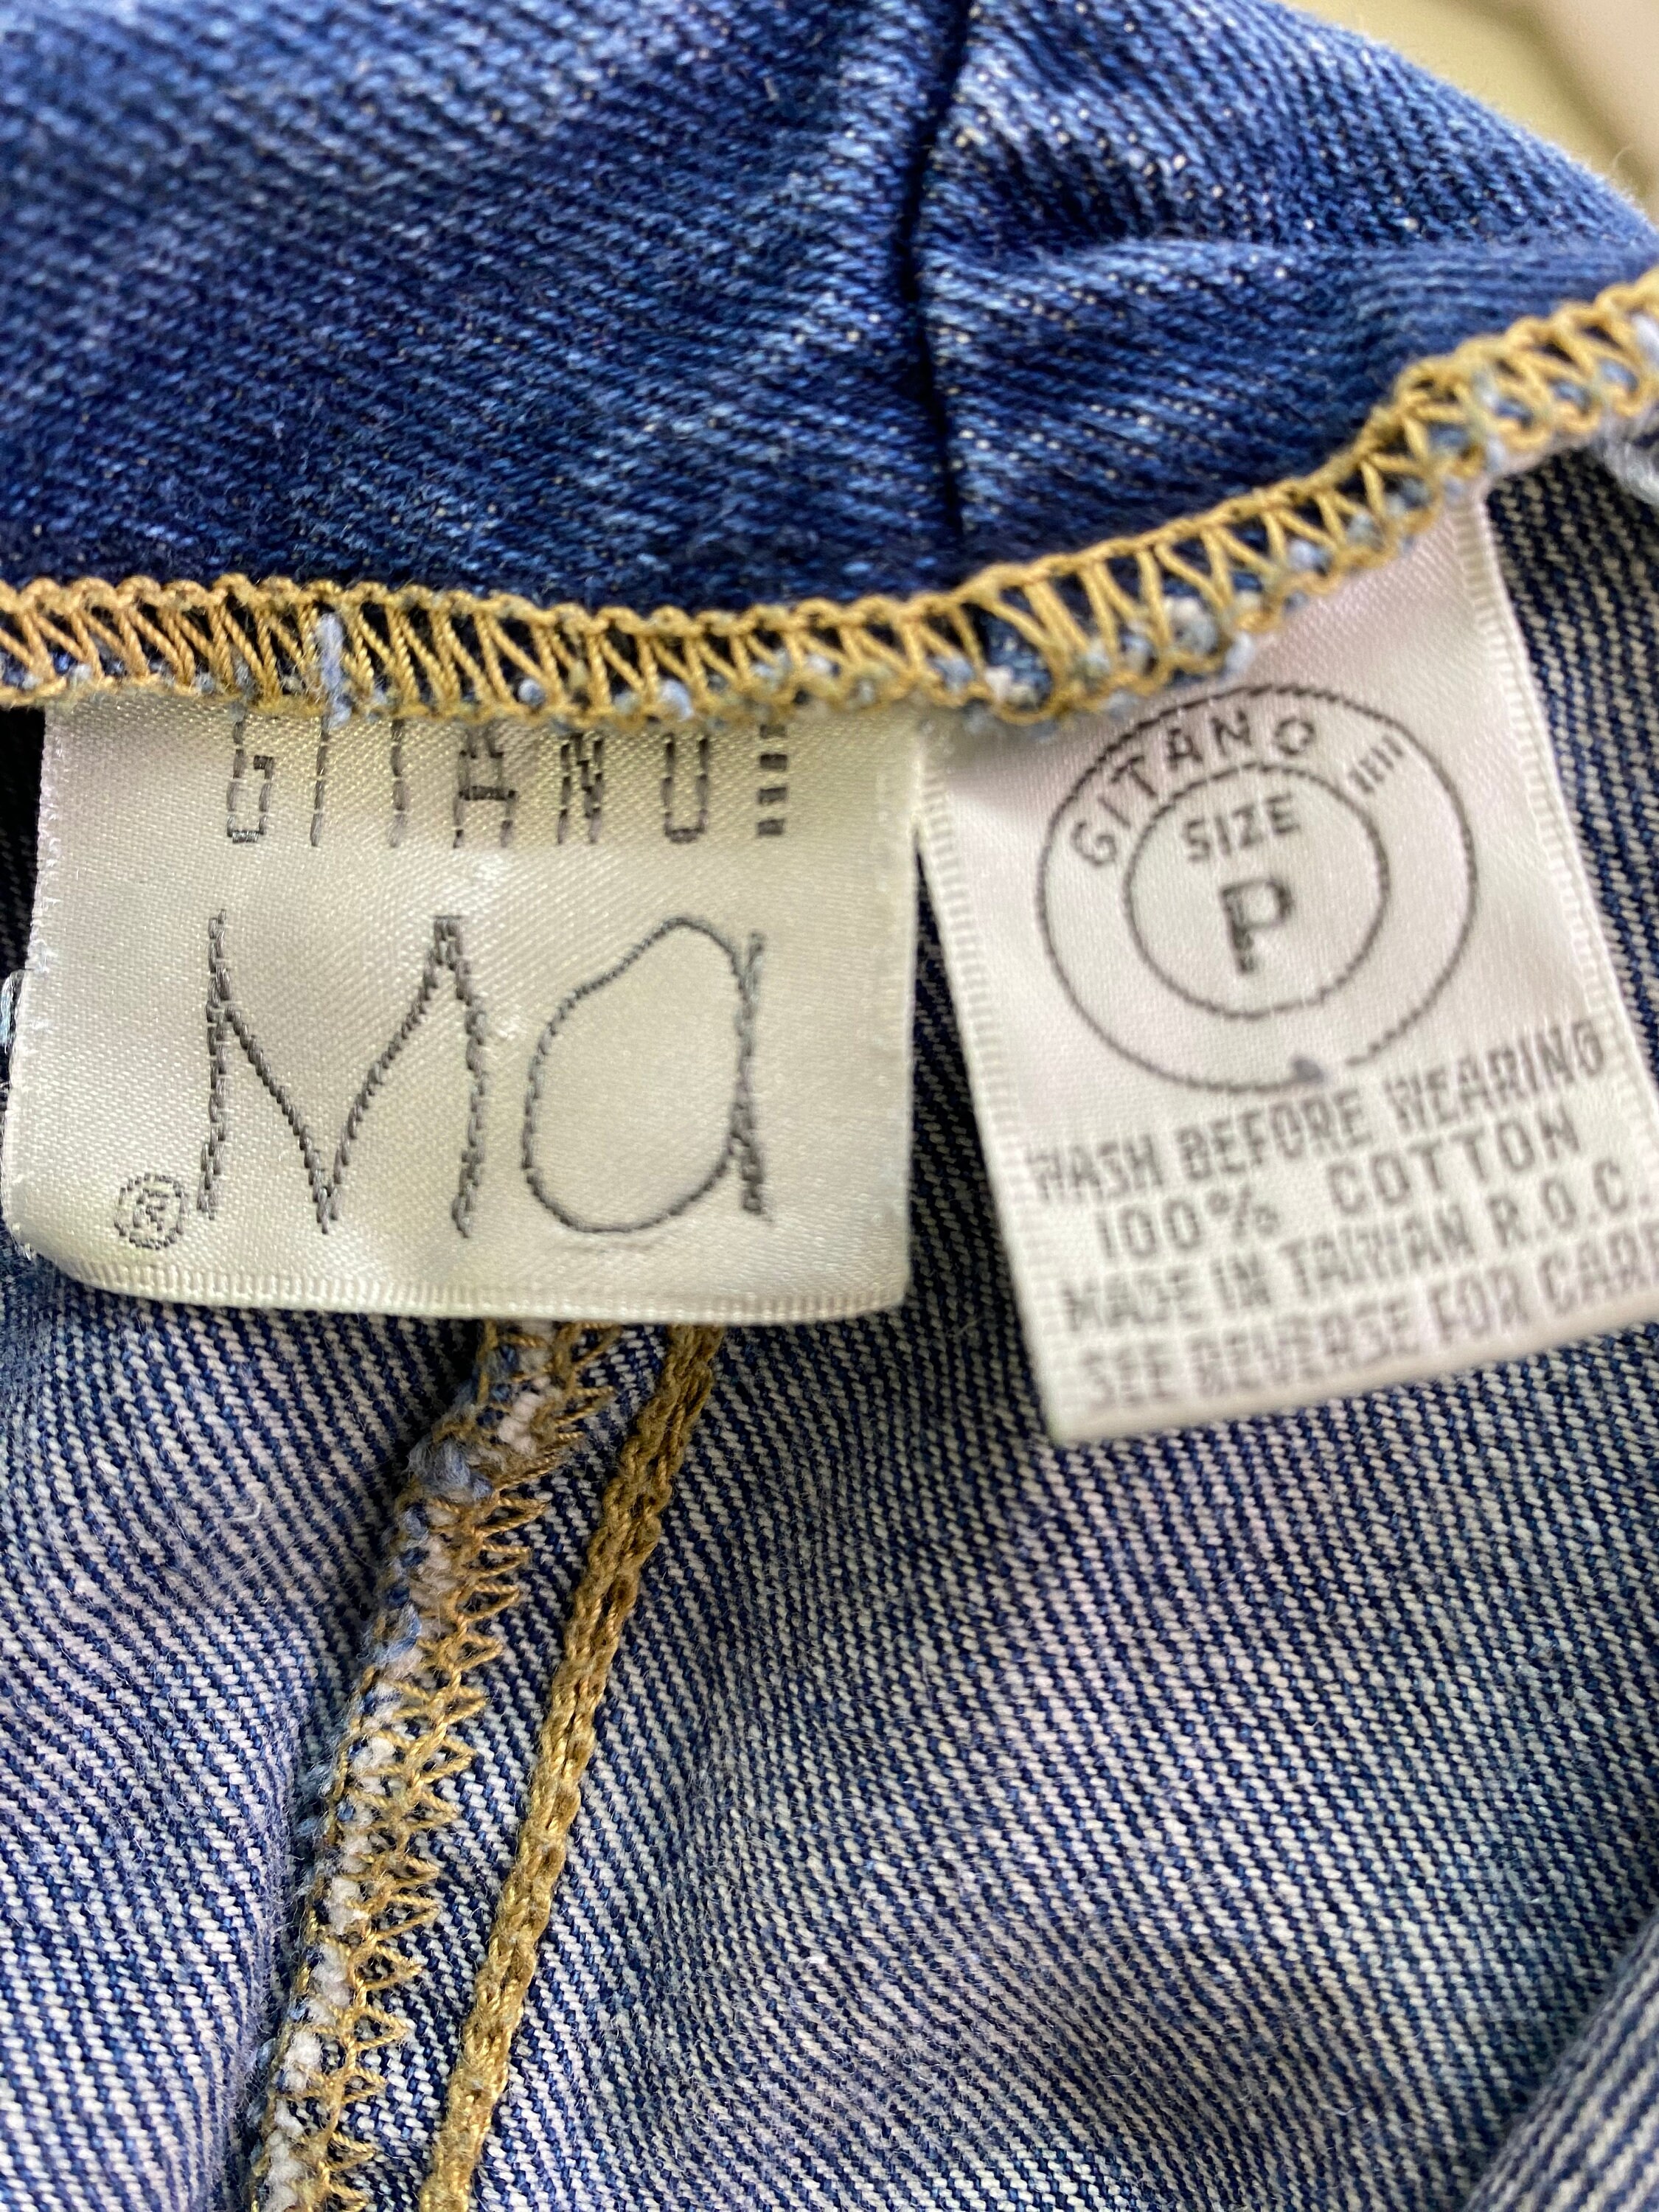 GITANO
Ma
®
GITANO
SIZE
P
WASH BEFORE WEARING
100% COTTON
MADE IN TAIWAN R.O.C.
SEE REVERSE FOR CARE